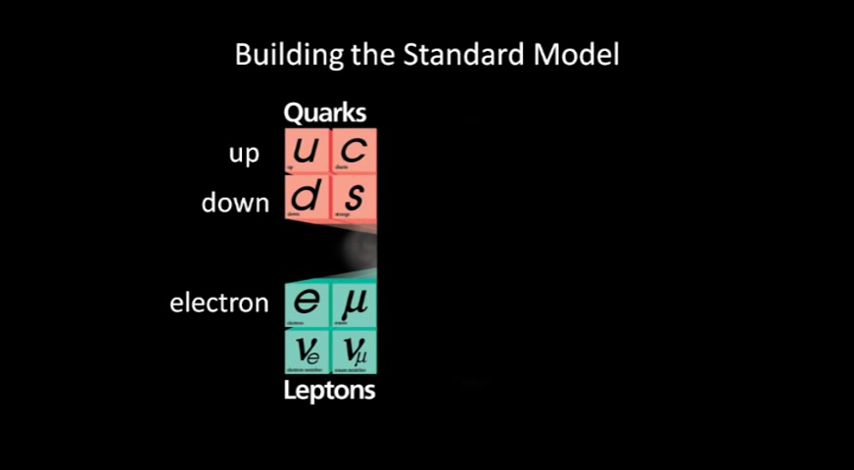 Building the Standard Model
Quarks
up u c
down d s
electron e μ
νe νμ
Leptons